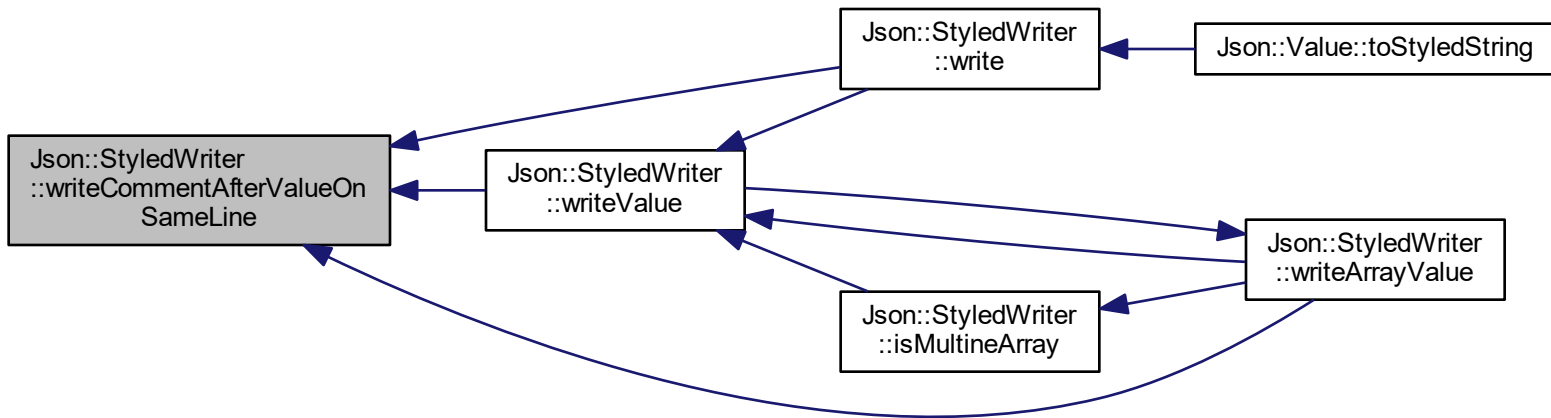 Json::StyledWriter
::writeCommentAfterValueOn
SameLine
Json::StyledWriter
::writeValue
Json::StyledWriter
::write
Json::Value::toStyledString
Json::StyledWriter
::isMultineArray
Json::StyledWriter
::writeArrayValue